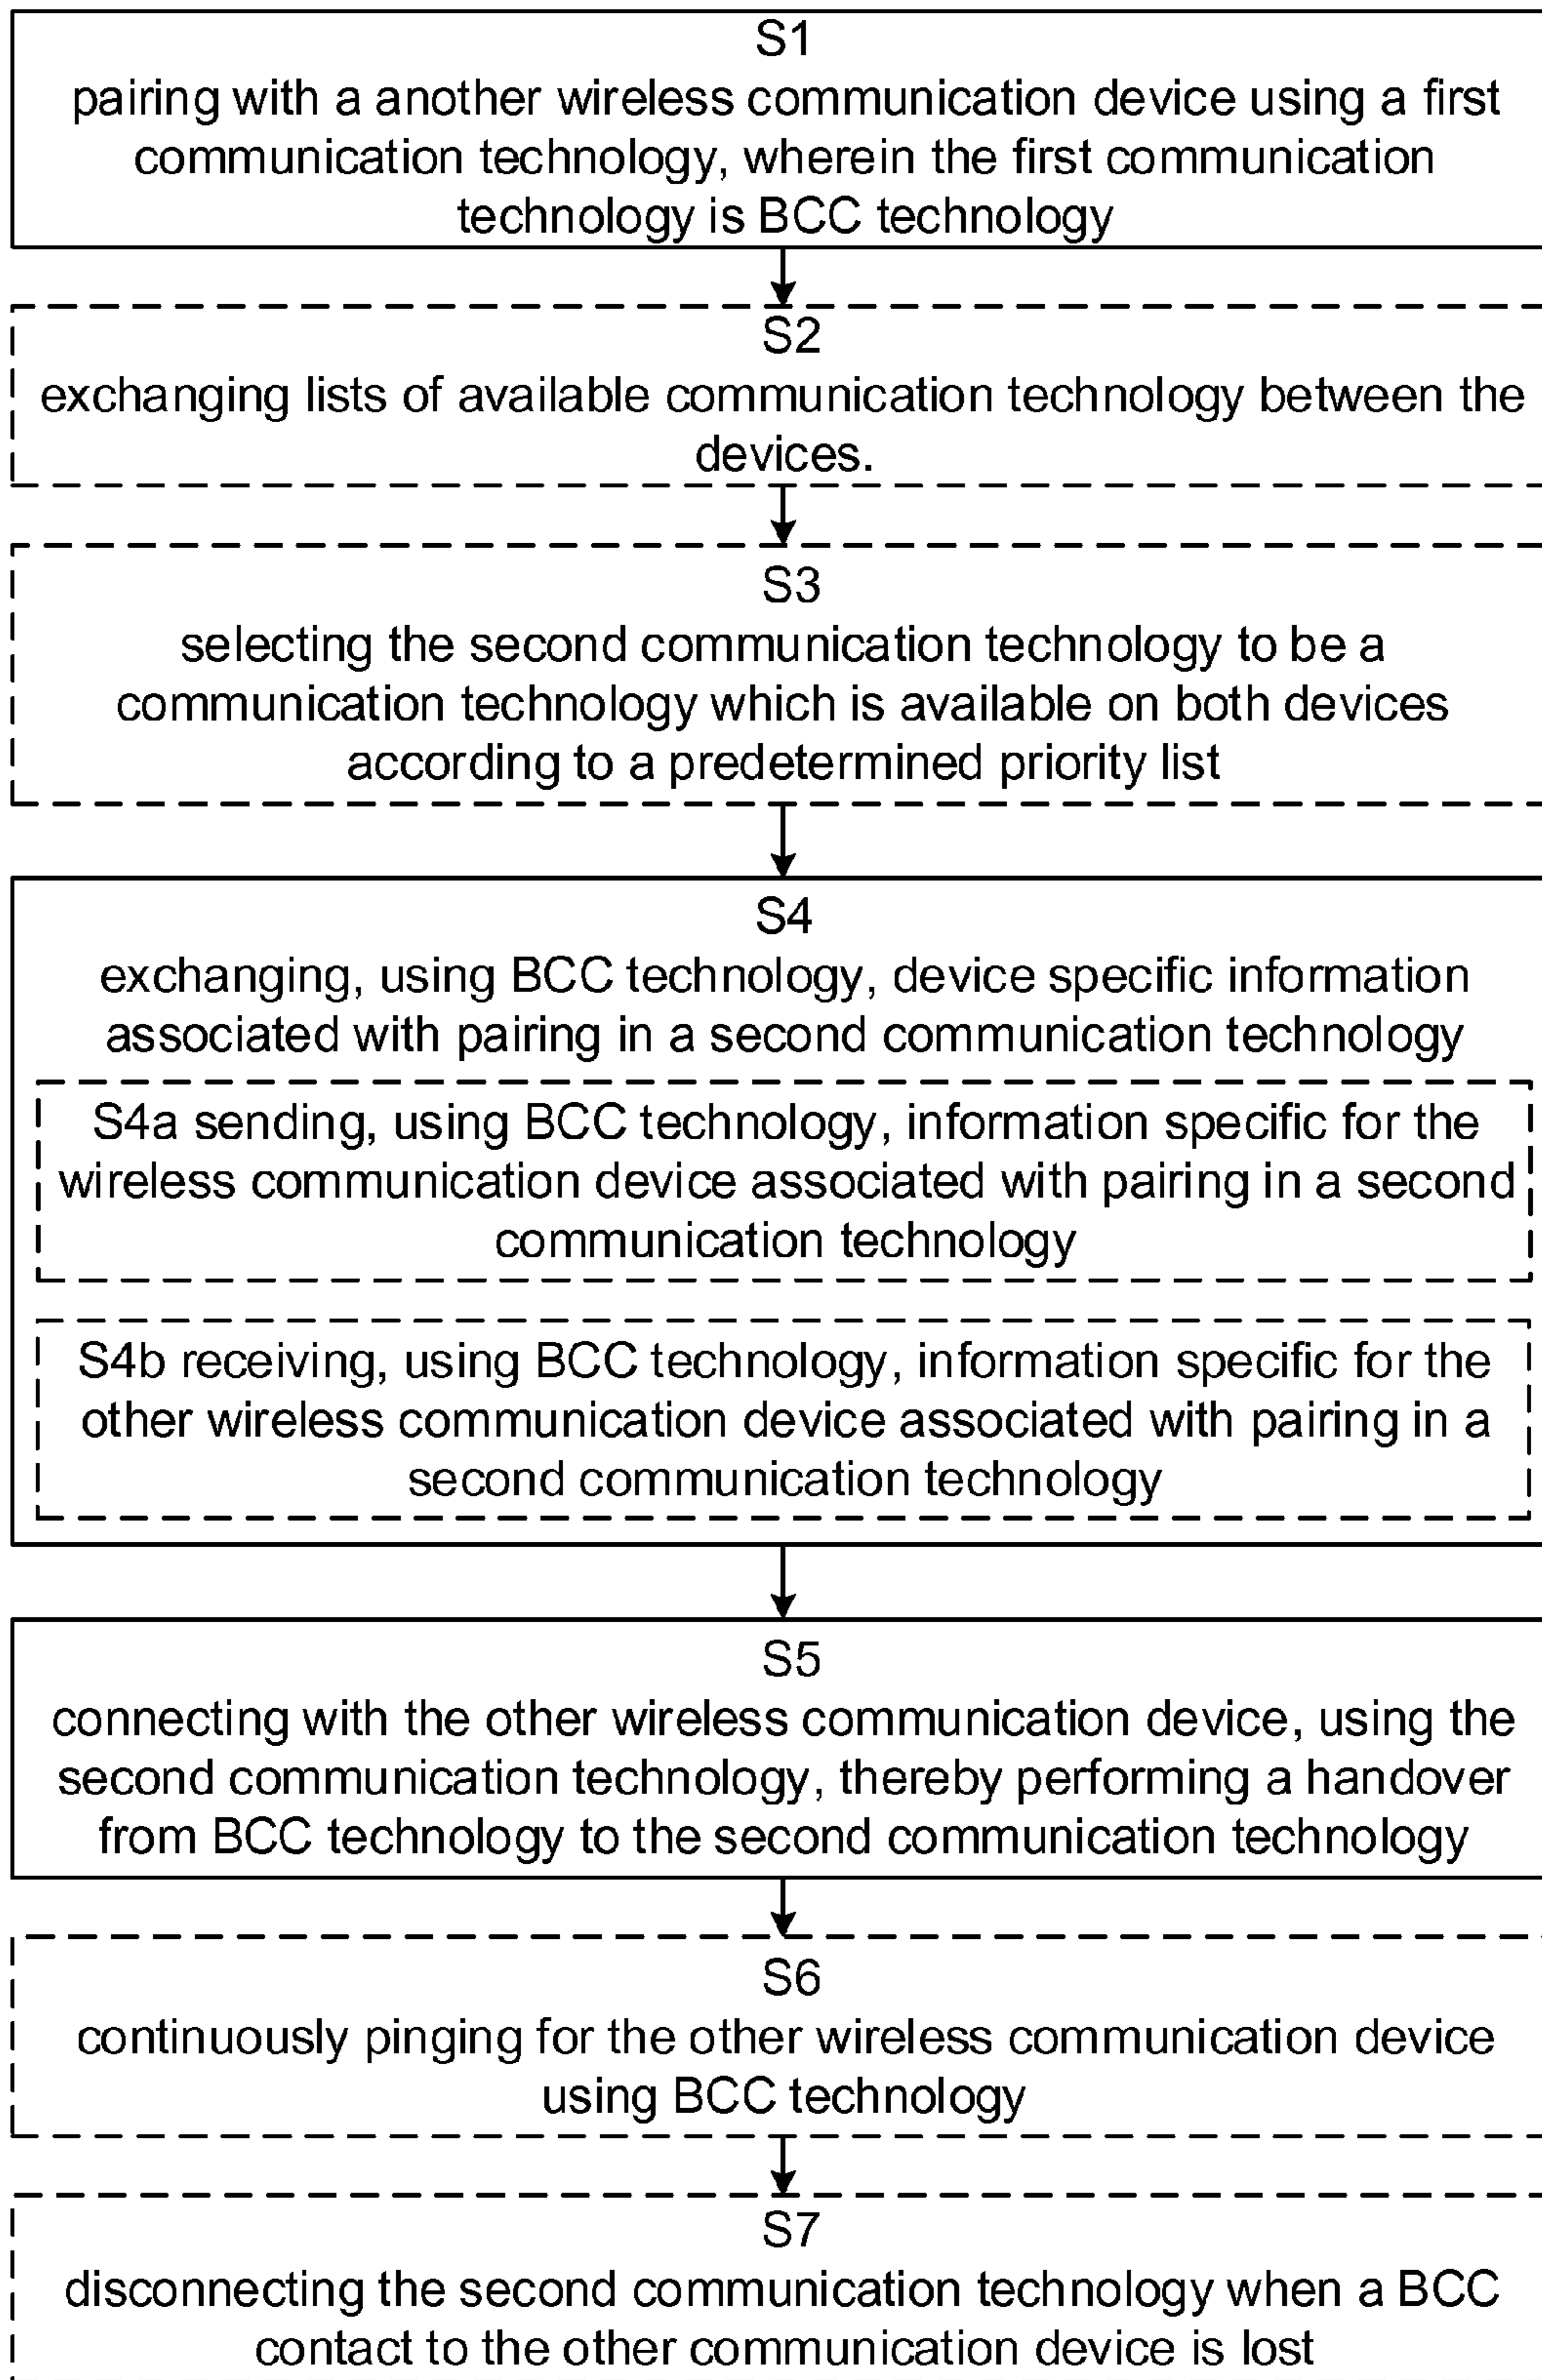 S1
pairing with a another wireless communication device using a first
communication technology, wherein the first communication
technology is BCC technology
S2
exchanging lists of available communication technology between the
devices.
S3
selecting the second communication technology to be a
communication technology which is available on both devices
according to a predetermined priority list
S4
exchanging, using BCC technology, device specific information
associated with pairing in a second communication technology
S4a sending, using BCC technology, information specific for the
wireless communication device associated with pairing in a second
communication technology
S4b receiving, using BCC technology, information specific for the
other wireless communication device associated with pairing in a
second communication technology
S5
connecting with the other wireless communication device, using the
second communication technology, thereby performing a handover
from BCC technology to the second communication technology
S6
continuously pinging for the other wireless communication device
using BCC technology
S7
disconnecting the second communication technology when a BCC
contact to the other communication device is lost